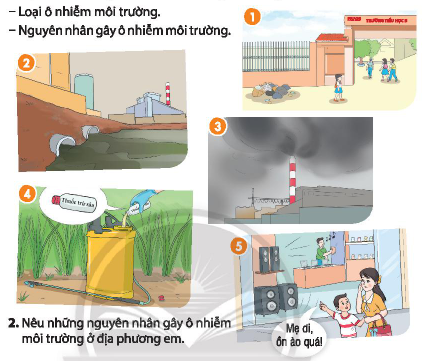 – Loại ô nhiễm môi trường.
– Nguyên nhân gây ô nhiễm môi trường.
1
TRƯỜNG TIỂU HỌC
2
3
4
Thuốc trừ sâu
5
Mẹ ơi,
ồn ào quá!
2. Nêu những nguyên nhân gây ô nhiễm
môi trường ở địa phương em.